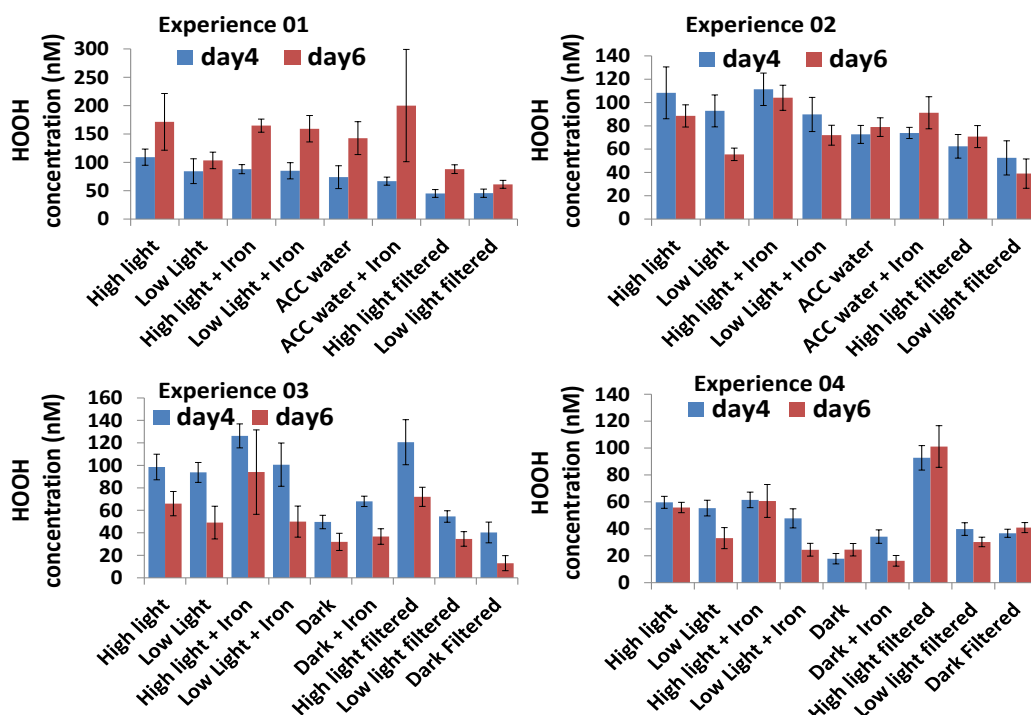 Experience 01
HOOH
concentration (nM)
300
250
200
150
100
50
0
day4 day6
High light
Low Light
High light + Iron
Low Light + Iron
ACC water
ACC water + Iron
High light filtered
Low light filtered
Experience 02
HOOH
concentration (nM)
140
120
100
80
60
40
20
0
day4 day6
High light
Low Light
High light + Iron
Low Light + Iron
ACC water
ACC water + Iron
High light filtered
Low light filtered
Experience 03
HOOH
concentration (nM)
160
140
120
100
80
60
40
20
0
day4 day6
High light
Low Light
High light + Iron
Low Light + Iron
Dark
Dark + Iron
High light filtered
Low light filtered
Dark Filtered
Experience 04
HOOH
concentration (nM)
140
120
100
80
60
40
20
0
day4 day6
High light
Low Light
High light + Iron
Low Light + Iron
Dark
Dark + Iron
High light filtered
Low light filtered
Dark Filtered